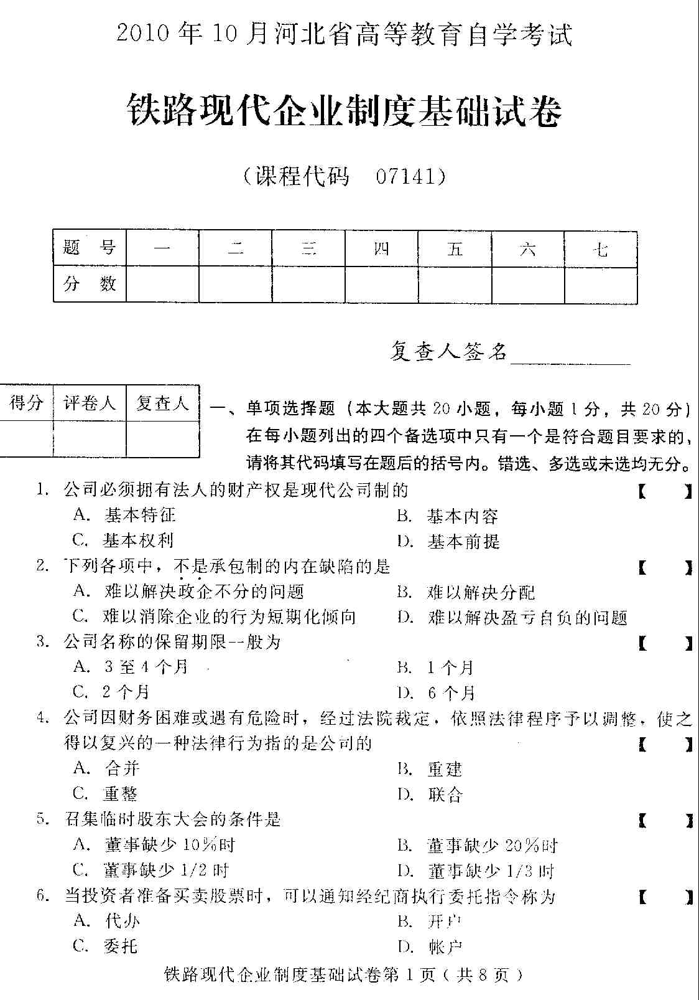 2010 年 10 月河北省高等教育自学考试
铁路现代企业制度基础试卷
（课程代码　07141）
题　号 一 二 三 四 五 六 七
分　数
复查人签名
得分 评卷人 复查人
一、单项选择题（本大题共 20 小题，每小题 1 分，共 20 分）
在每小题列出的四个备选项中只有一个是符合题目要求的，
请将其代码填写在题后的括号内。错选、多选或未选均无分。
1. 公司必须拥有法人的财产权是现代公司制的 【　　】
A. 基本特征 B. 基本内容
C. 基本权利 D. 基本前提
2. 下列各项中，不是承包制的内在缺陷的是 【　　】
A. 难以解决政企不分的问题 B. 难以解决分配
C. 难以消除企业的行为短期化倾向 D. 难以解决盈亏自负的问题
3. 公司名称的保留期限一般为 【　　】
A. 3 至 4 个月 B. 1 个月
C. 2 个月 D. 6 个月
4. 公司因财务困难或遇有危险时，经过法院裁定，依照法律程序予以调整，使之
得以复兴的一种法律行为指的是公司的 【　　】
A. 合并 B. 重建
C. 重整 D. 联合
5. 召集临时股东大会的条件是 【　　】
A. 董事缺少 10%时 B. 董事缺少 20%时
C. 董事缺少 1/2 时 D. 董事缺少 1/3 时
6. 当投资者准备买卖股票时，可以通知经纪商执行委托指令称为 【　　】
A. 代办 B. 开户
C. 委托 D. 帐户
铁路现代企业制度基础试卷第 1 页（共 8 页）